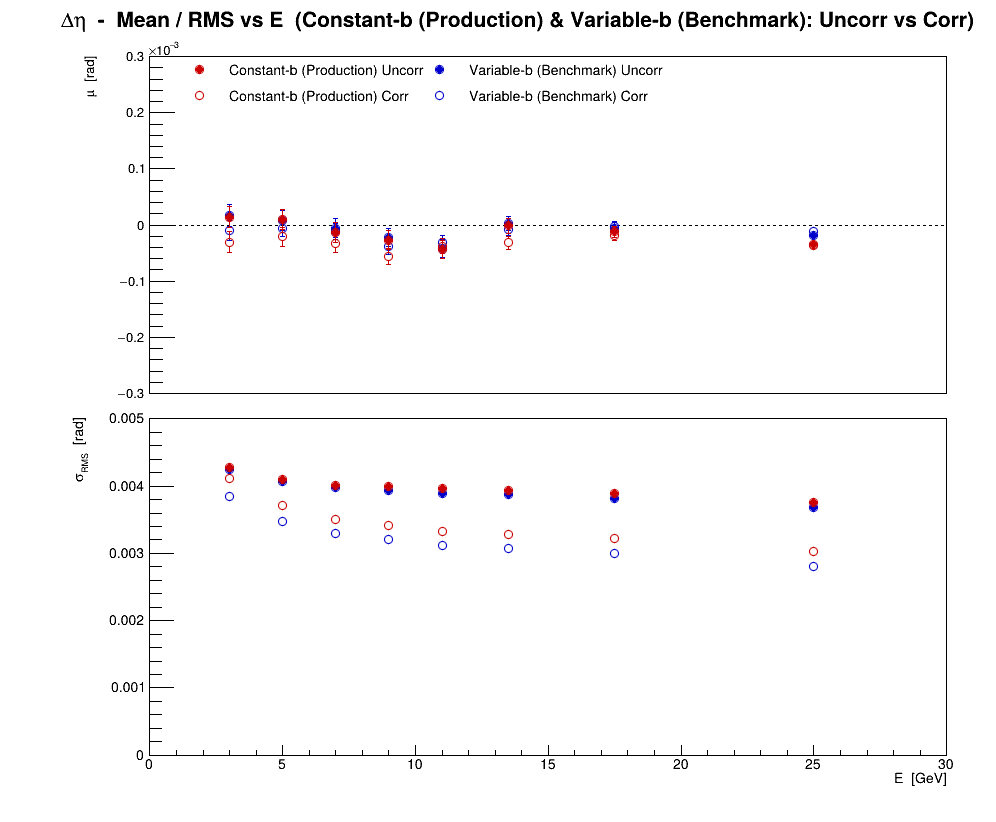 Δη - Mean / RMS vs E (Constant-b (Production) & Variable-b (Benchmark): Uncorr vs Corr)
×10⁻³
μ [rad]
Constant-b (Production) Uncorr
Variable-b (Benchmark) Uncorr
Constant-b (Production) Corr
Variable-b (Benchmark) Corr
0.3
0.2
0.1
0
−0.1
−0.2
−0.3
σRMS [rad]
0.005
0.004
0.003
0.002
0.001
0
0 5 10 15 20 25 30
E [GeV]